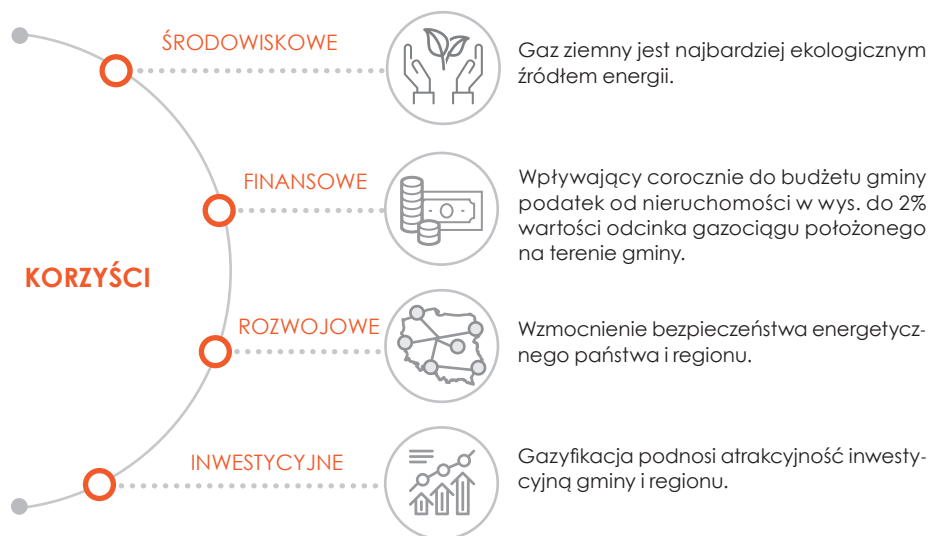 KORZYŚCI
ŚRODOWISKOWE
Gaz ziemny jest najbardziej ekologicznym
źródłem energii.
FINANSOWE
Wpływający corocznie do budżetu gminy
podatek od nieruchomości w wys. do 2%
wartości odcinka gazociągu położonego
na terenie gminy.
ROZWOJOWE
Wzmocnienie bezpieczeństwa energetycz-
nego państwa i regionu.
INWESTYCYJNE
Gazyfikacja podnosi atrakcyjność inwesty-
cyjną gminy i regionu.